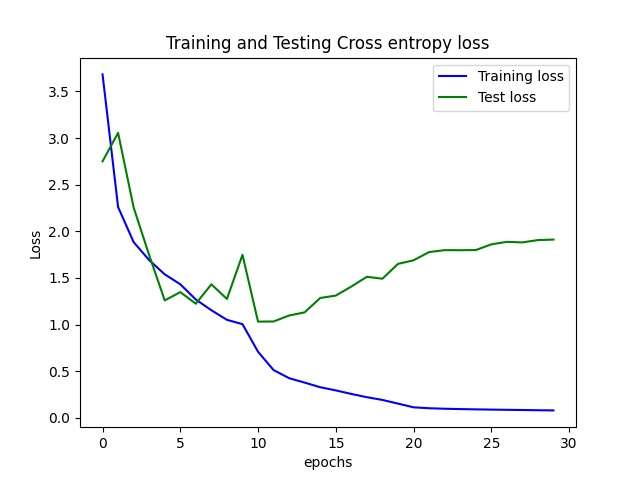 Training and Testing Cross entropy loss
Training loss
Test loss
3.5
3.0
2.5
2.0
1.5
1.0
0.5
0.0
Loss
0 5 10 15 20 25 30
epochs